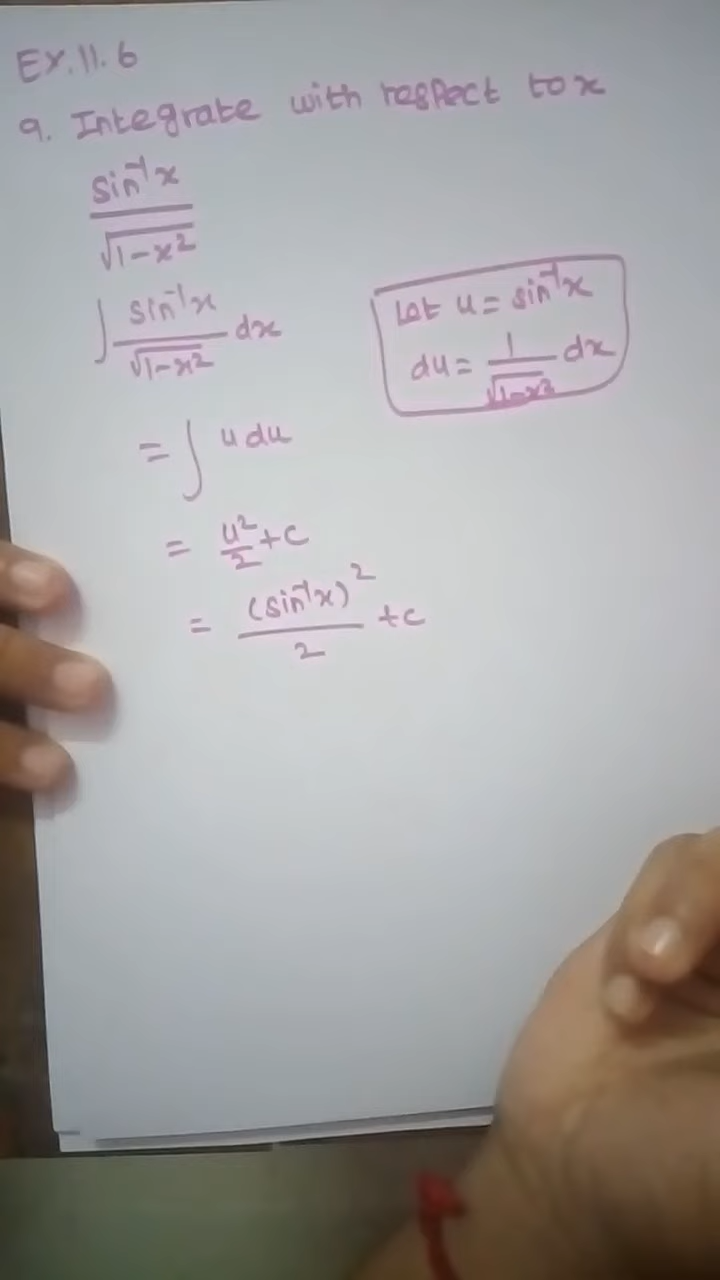 Ex.11.6
9. Integrate with respect to x
sin⁻¹x
√1-x²
∫ sin⁻¹x / √1-x² dx
Let u = sin⁻¹x
du = 1 / √1-x² dx
= ∫ u du
= u²/2 + c
= (sin⁻¹x)² / 2 + c